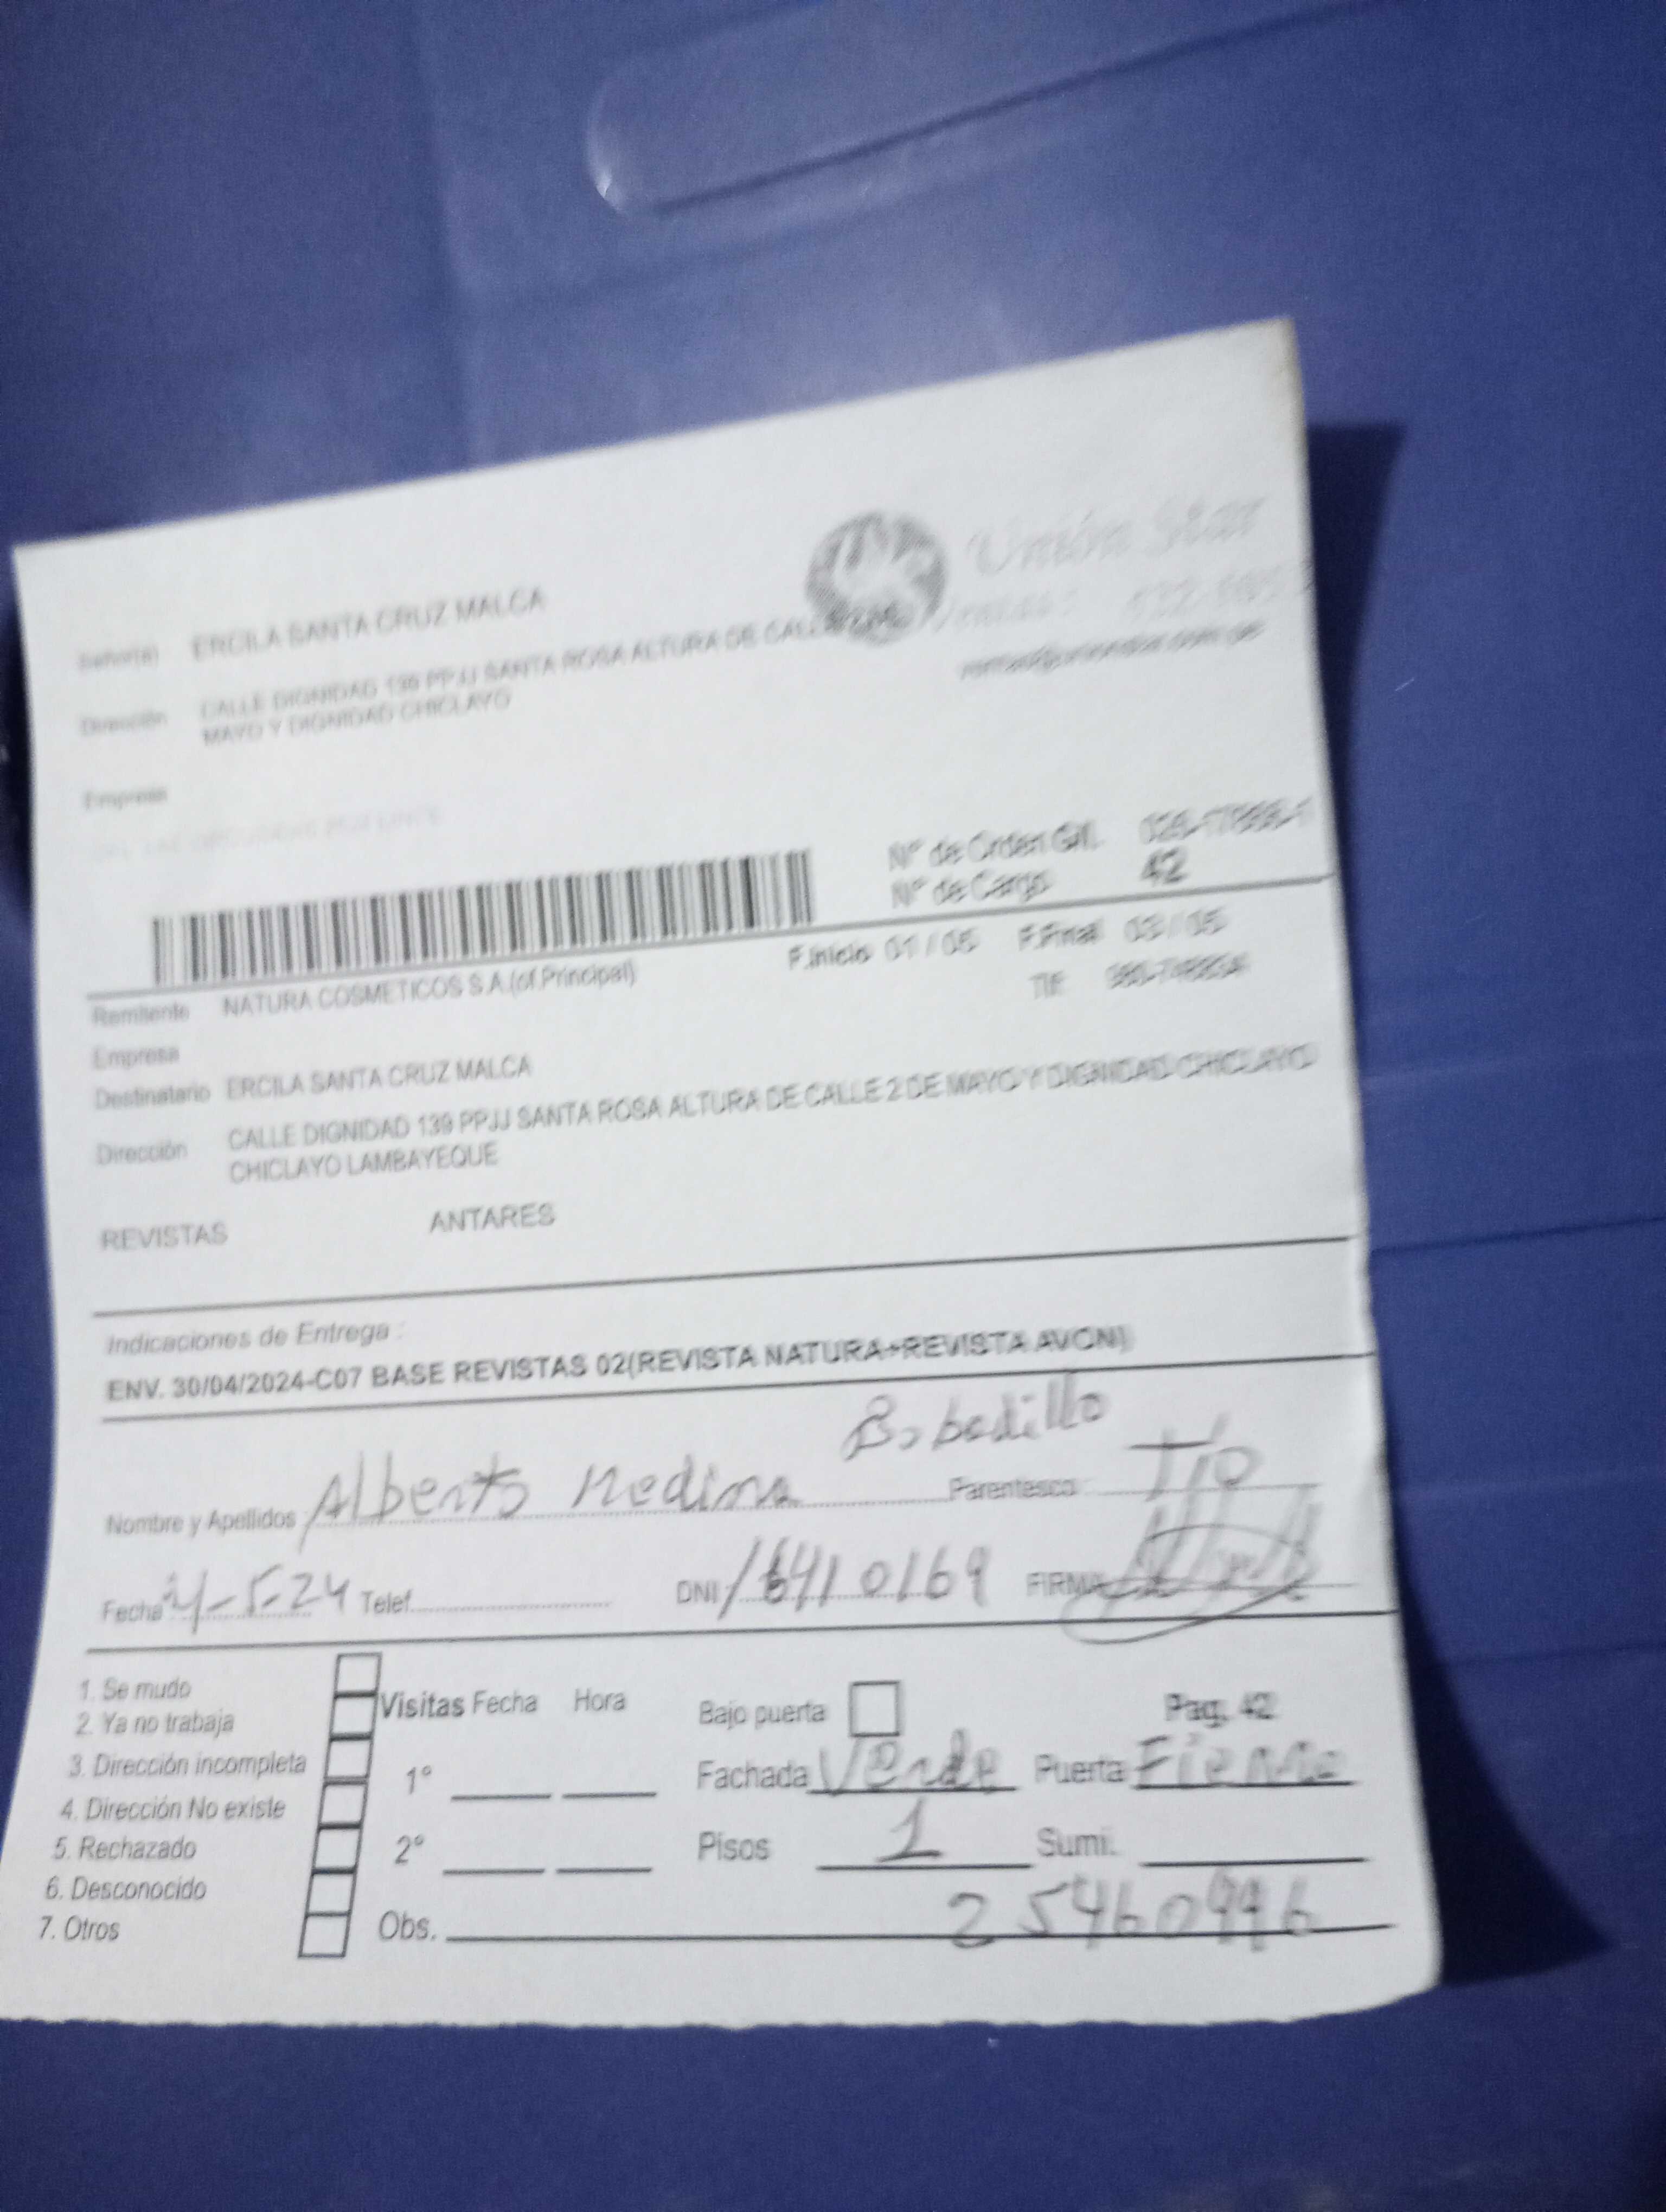 Unión Star
Señor(a) ERCILA SANTA CRUZ MALCA
Dirección CALLE DIGNIDAD 139 PPJJ SANTA ROSA ALTURA DE CALLE 2 DE
MAYO Y DIGNIDAD CHICLAYO
Empresa
N° de Orden Gnl.
N° de Cargo 42
F.Inicio 01 / 05 F.Final 03 / 05
Remitente NATURA COSMETICOS S.A.(of.Principal)
Tlf
Empresa
Destinatario ERCILA SANTA CRUZ MALCA
Dirección CALLE DIGNIDAD 139 PPJJ SANTA ROSA ALTURA DE CALLE 2 DE MAYO Y DIGNIDAD CHICLAYO
CHICLAYO LAMBAYEQUE
REVISTAS ANTARES
Indicaciones de Entrega :
ENV. 30/04/2024-C07 BASE REVISTAS 02(REVISTA NATURA+REVISTA AVON)
Bobadillo
Nombre y Apellidos : Alberto Medina Parentesco : Tío
Fecha -5-24 Telef. DNI 16410169 FIRMA
1. Se mudo
2. Ya no trabaja
3. Dirección incompleta
4. Dirección No existe
5. Rechazado
6. Desconocido
7. Otros
Visitas Fecha Hora
1°
2°
Obs. 25460996
Bajo puerta Pag. 42
Fachada Verde Puerta Fierro
Pisos 1 Sumi.